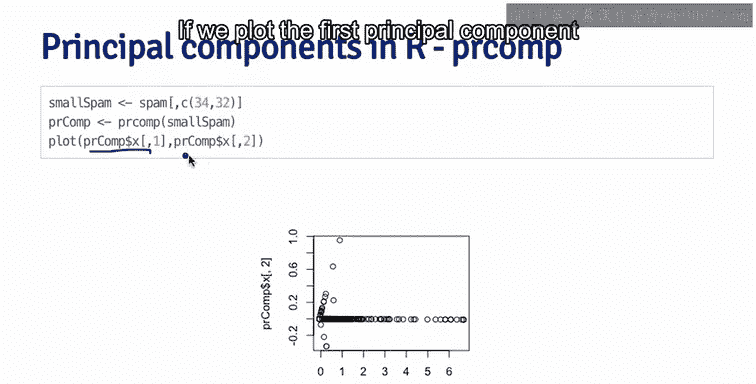 If we plot the first principal component
Principal components in R - prcomp
smallSpam <- spam[,c(34,32)]
prComp <- prcomp(smallSpam)
plot(prComp$x[,1],prComp$x[,2])
prComp$x[, 2]
1.0
0.6
0.2
-0.2
0 1 2 3 4 5 6